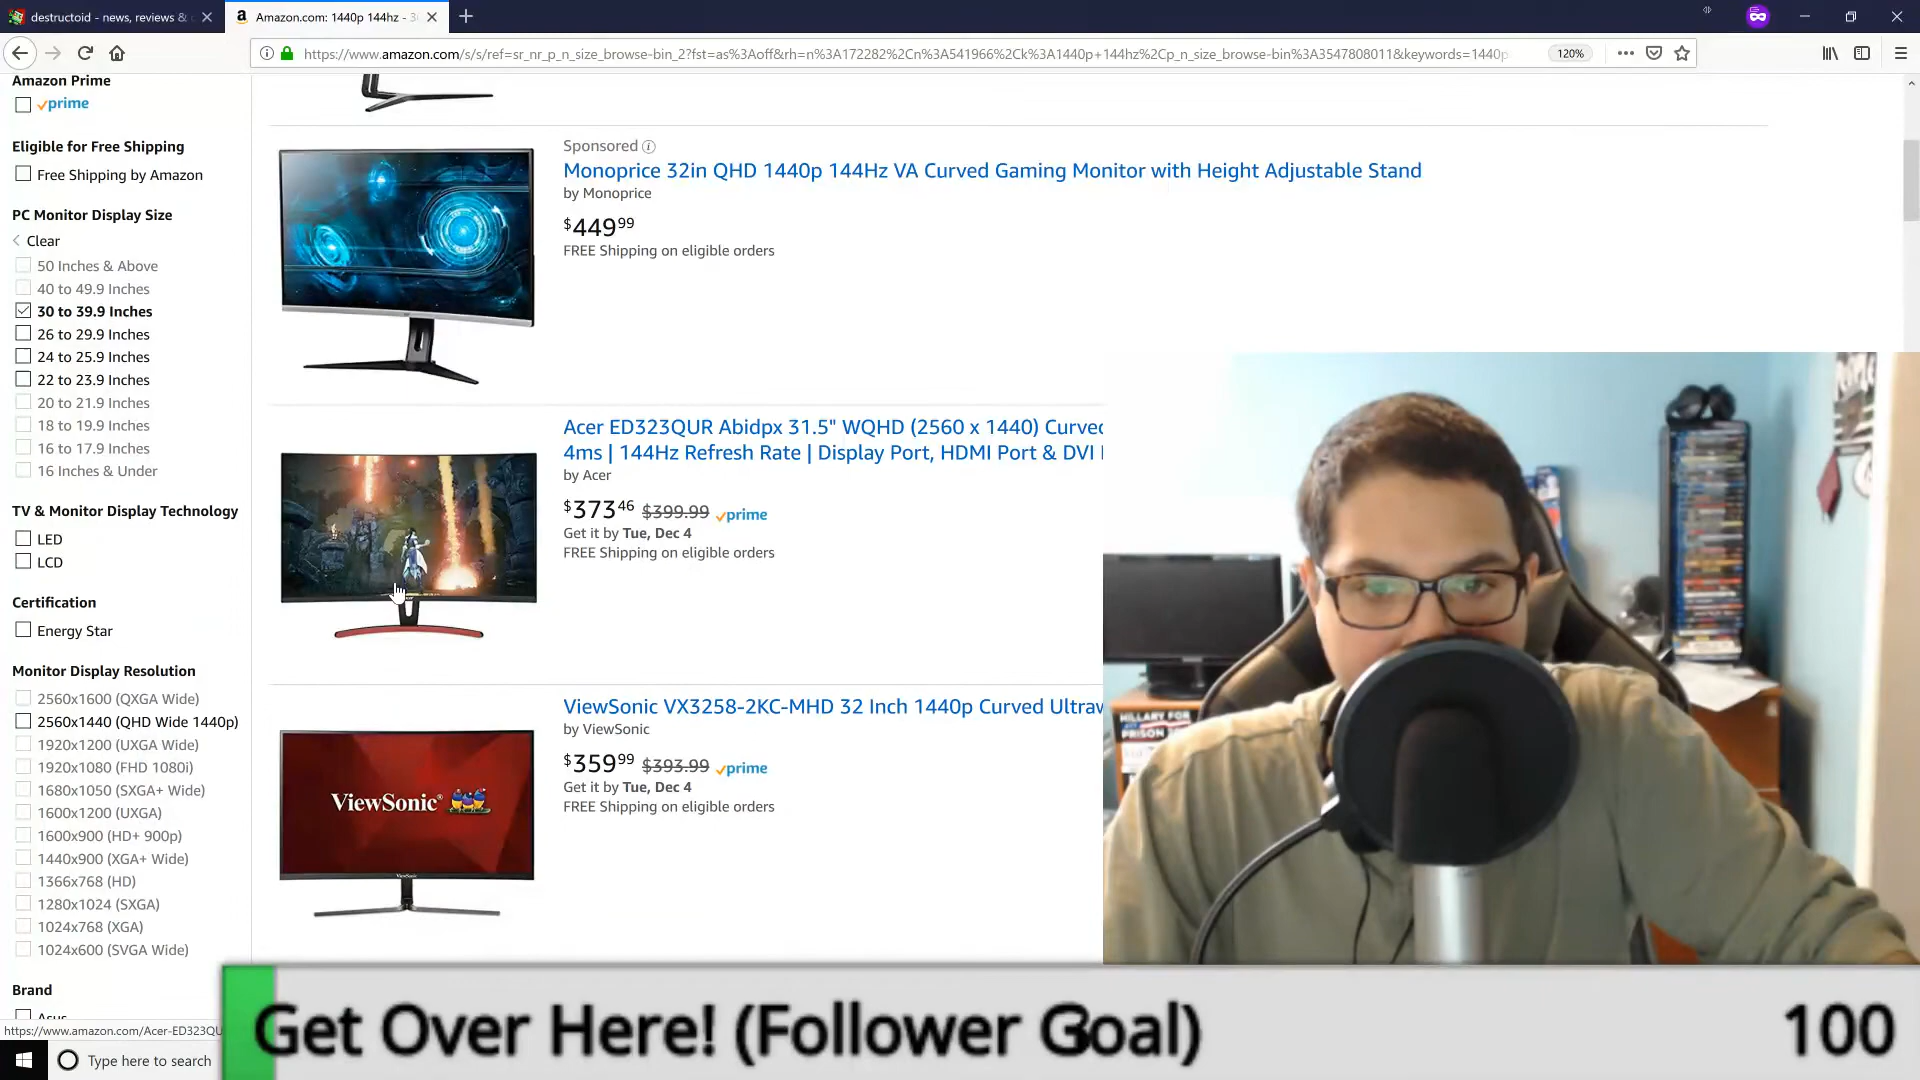 destructoid - news, reviews &
Amazon.com: 1440p 144hz - 3
https://www.amazon.com/s/s/ref=sr_nr_p_n_size_browse-bin_2?fst=as%3Aoff&rh=n%3A172282%2Cn%3A541966%2Ck%3A1440p+144hz%2Cp_n_size_browse-bin%3A3547808011&keywords=1440p
120%
Amazon Prime
prime
Eligible for Free Shipping
Free Shipping by Amazon
PC Monitor Display Size
Clear
50 Inches & Above
40 to 49.9 Inches
30 to 39.9 Inches
26 to 29.9 Inches
24 to 25.9 Inches
22 to 23.9 Inches
20 to 21.9 Inches
18 to 19.9 Inches
16 to 17.9 Inches
16 Inches & Under
TV & Monitor Display Technology
LED
LCD
Certification
Energy Star
Monitor Display Resolution
2560x1600 (QXGA Wide)
2560x1440 (QHD Wide 1440p)
1920x1200 (UXGA Wide)
1920x1080 (FHD 1080i)
1680x1050 (SXGA+ Wide)
1600x1200 (UXGA)
1600x900 (HD+ 900p)
1440x900 (XGA+ Wide)
1366x768 (HD)
1280x1024 (SXGA)
1024x768 (XGA)
1024x600 (SVGA Wide)
Brand
Asus
https://www.amazon.com/Acer-ED323QU
Sponsored
Monoprice 32in QHD 1440p 144Hz VA Curved Gaming Monitor with Height Adjustable Stand
by Monoprice
$449 99
FREE Shipping on eligible orders
Acer ED323QUR Abidpx 31.5" WQHD (2560 x 1440) Curved
4ms | 144Hz Refresh Rate | Display Port, HDMI Port & DVI
by Acer
$373 46 $399.99 prime
Get it by Tue, Dec 4
FREE Shipping on eligible orders
ViewSonic VX3258-2KC-MHD 32 Inch 1440p Curved Ultraw
by ViewSonic
$359 99 $393.99 prime
Get it by Tue, Dec 4
FREE Shipping on eligible orders
ViewSonic
HILLARY FOR
PRISON
Get Over Here! (Follower Goal)
3
100
Type here to search